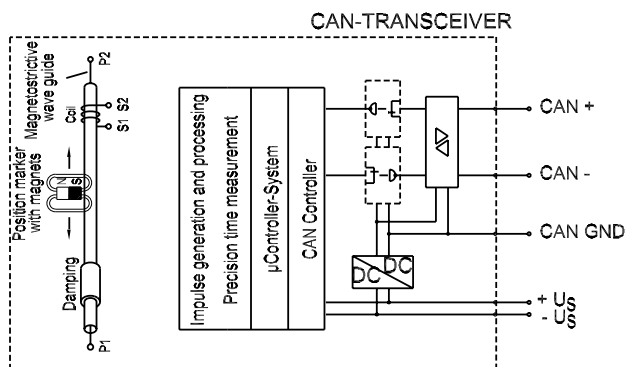 CAN-TRANSCEIVER
P2
Magnetostrictive
wave guide
Coil
S2
S1
Position marker
with magnets
N
S
Damping
P1
Impulse generation and processing
Precision time measurement
µController-System
CAN Controller
DC
DC
CAN +
CAN -
CAN GND
+ US
- US